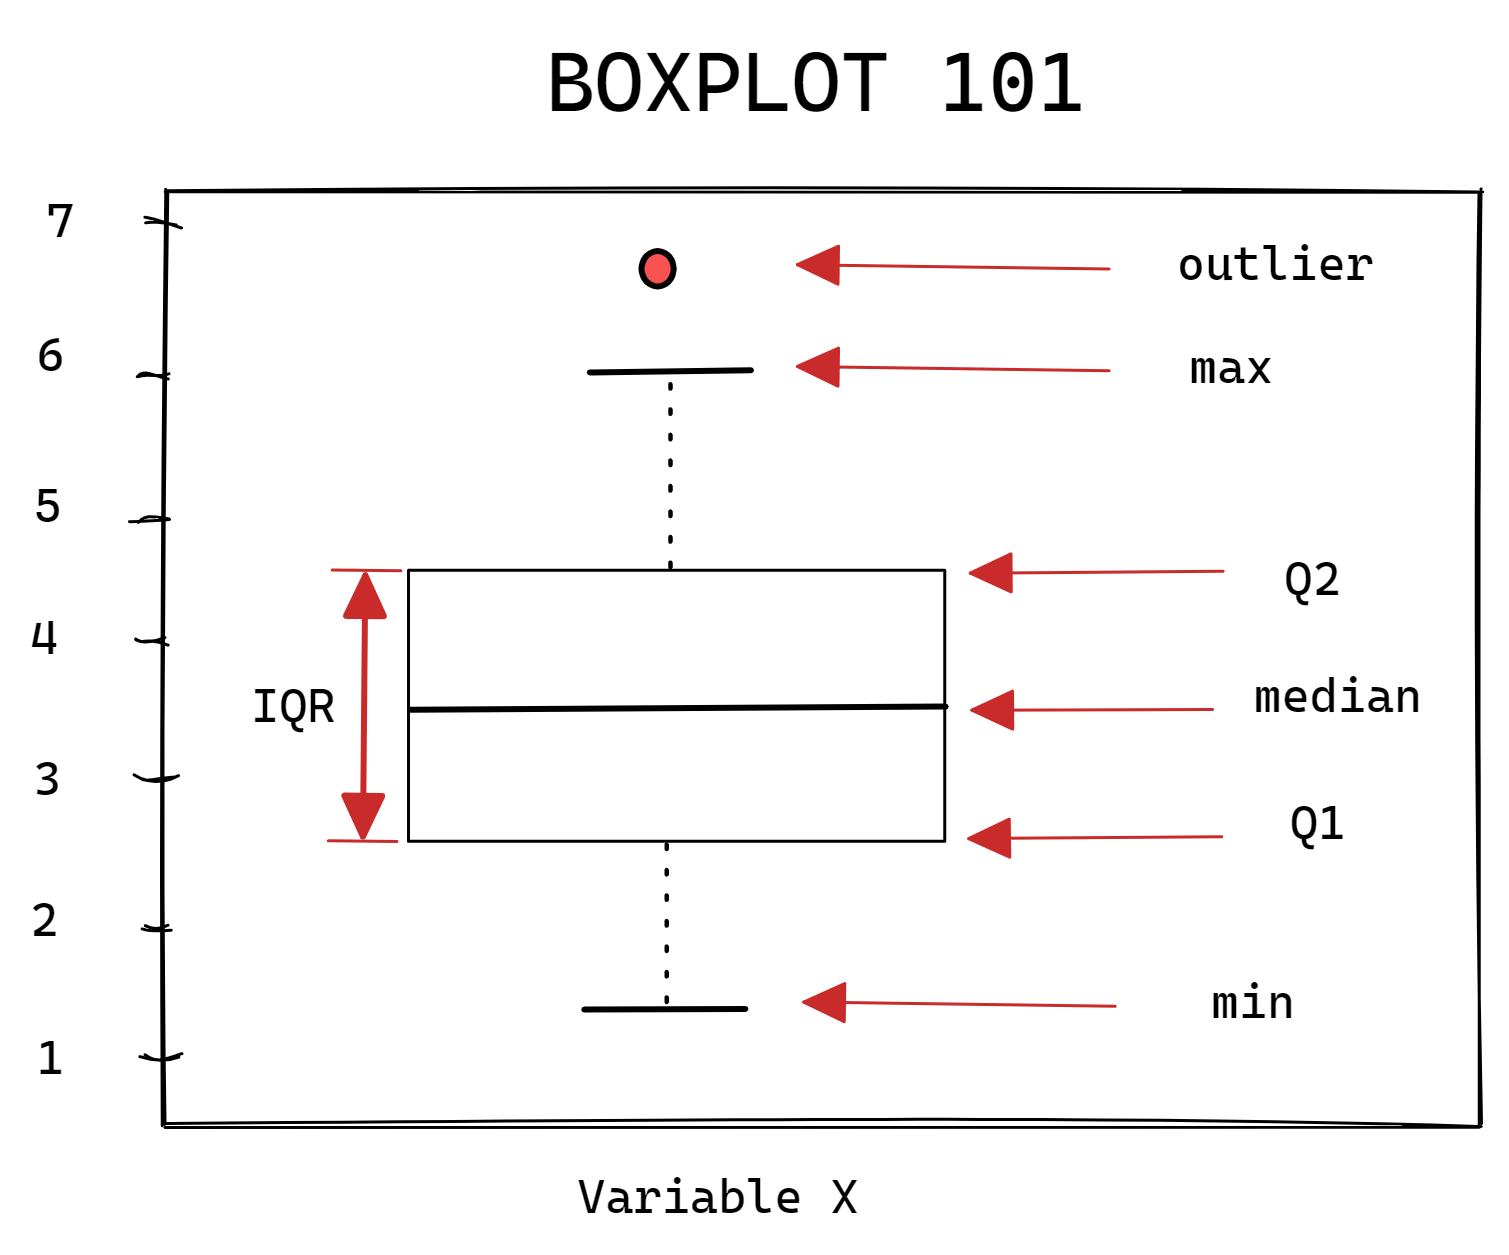 BOXPLOT 101
7
outlier
6
max
5
Q2
4
median
IQR
3
Q1
2
min
1
Variable X